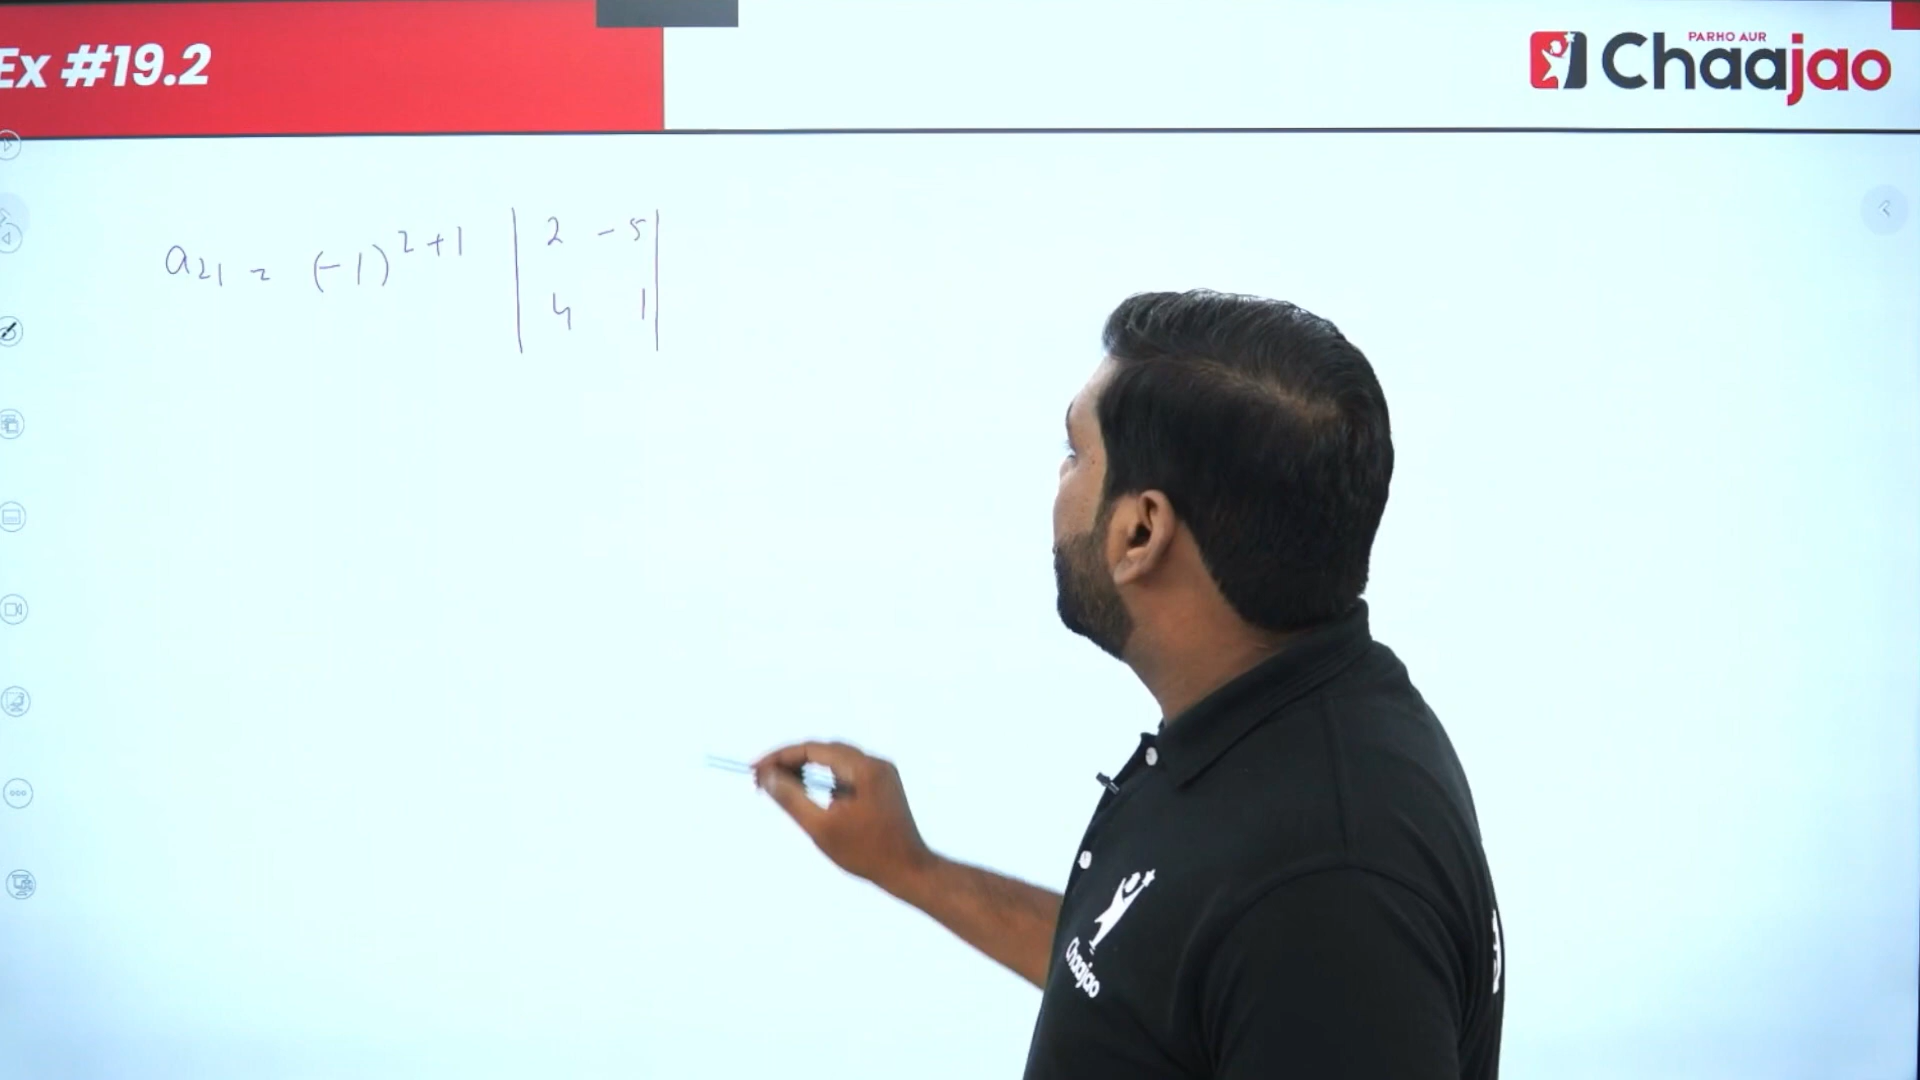 Ex #19.2
PARHO AUR
Chaajao
a₂₁ = (-1)²⁺¹ | 2 -5 |
| 4 1 |
Chaajao